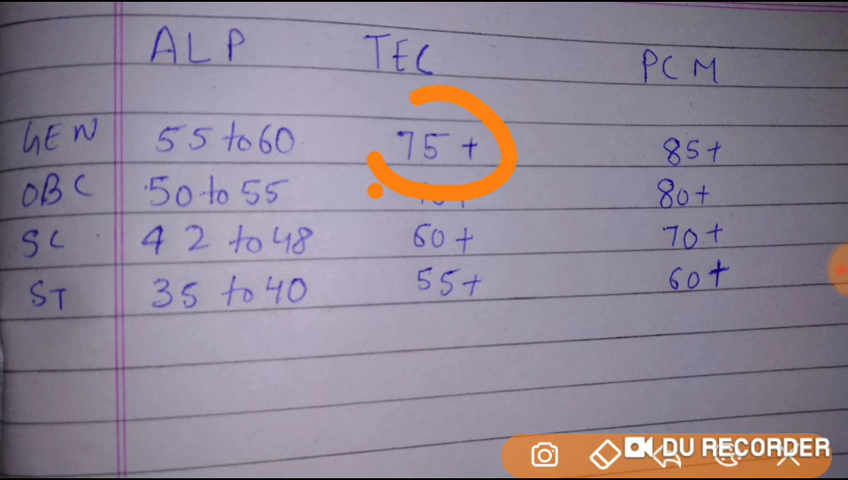 ALP TEC PCM
GEN 55 to 60 75+ 85+
OBC 50 to 55 80+
SC 42 to 48 60+ 70+
ST 35 to 40 55+ 60+
DU RECORDER